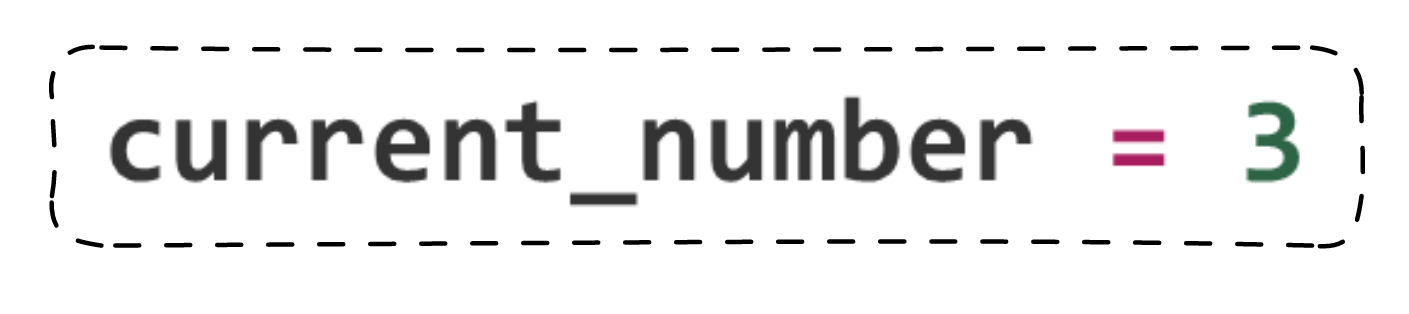 current_number = 3